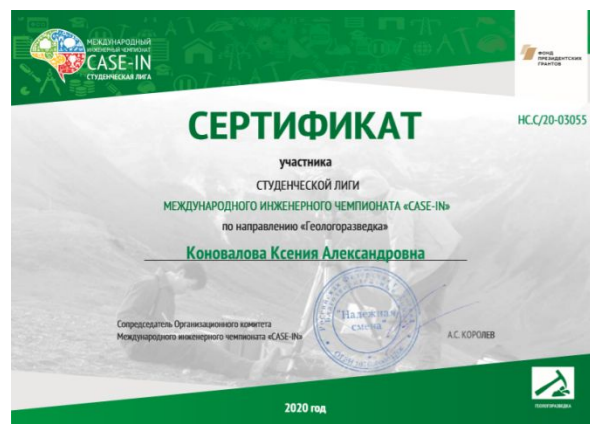 МЕЖДУНАРОДНЫЙ
ИНЖЕНЕРНЫЙ ЧЕМПИОНАТ
CASE-IN
СТУДЕНЧЕСКАЯ ЛИГА
ФОНД
ПРЕЗИДЕНТСКИХ
ГРАНТОВ
СЕРТИФИКАТ
НС.С/20-03055
участника
СТУДЕНЧЕСКОЙ ЛИГИ
МЕЖДУНАРОДНОГО ИНЖЕНЕРНОГО ЧЕМПИОНАТА «CASE-IN»
по направлению «Геологоразведка»
Коновалова Ксения Александровна
Сопредседатель Организационного комитета
Международного инженерного чемпионата «CASE-IN»
"Надежная
смена"
А.С. КОРОЛЕВ
2020 год
ГЕОЛОГОРАЗВЕДКА